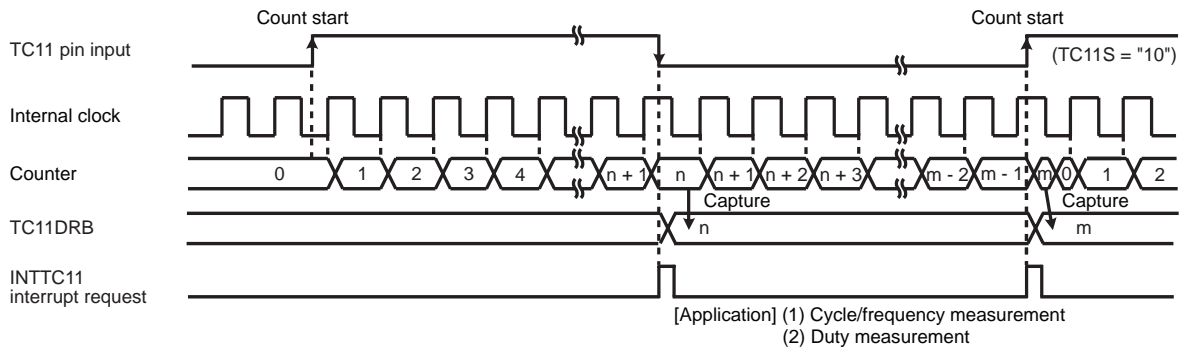 Count start
Count start
TC11 pin input
(TC11S = "10")
Internal clock
Counter
0 1 2 3 4 n + 1 n n + 1 n + 2 n + 3 m - 2 m - 1 m 0 1 2
Capture
Capture
TC11DRB
n
m
INTTC11
interrupt request
[Application] (1) Cycle/frequency measurement
(2) Duty measurement